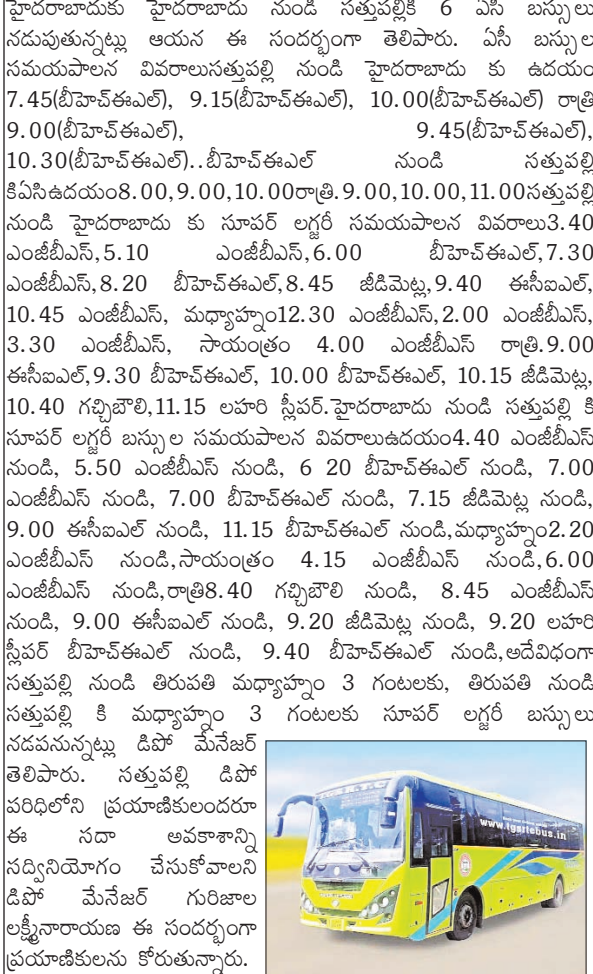 హైదరాబాదుకు హైదరాబాదు నుండి సత్తుపల్లికి 6 ఏసి బస్సులు
నడుపుతున్నట్లు ఆయన ఈ సందర్భంగా తెలిపారు. ఏసీ బస్సుల
సమయపాలన వివరాలుసత్తుపల్లి నుండి హైదరాబాదు కు ఉదయం
7.45(బీహెచ్ఈఎల్), 9.15(బీహెచ్ఈఎల్), 10.00(బీహెచ్ఈఎల్) రాత్రి
9.00(బీహెచ్ఈఎల్), 9.45(బీహెచ్ఈఎల్),
10.30(బీహెచ్ఈఎల్)..బీహెచ్ఈఎల్ నుండి సత్తుపల్లి
కిఏసిఉదయం8.00,9.00,10.00రాత్రి.9.00,10.00,11.00సత్తుపల్లి
నుండి హైదరాబాదు కు సూపర్ లగ్జరీ సమయపాలన వివరాలు3.40
ఎంజీబీఎస్,5.10 ఎంజీబీఎస్,6.00 బీహెచ్ఈఎల్,7.30
ఎంజీబీఎస్,8.20 బీహెచ్ఈఎల్,8.45 జీడిమెట్ల,9.40 ఈసీఐఎల్,
10.45 ఎంజీబీఎస్, మధ్యాహ్నం12.30 ఎంజీబీఎస్,2.00 ఎంజీబీఎస్,
3.30 ఎంజీబీఎస్, సాయంత్రం 4.00 ఎంజీబీఎస్ రాత్రి.9.00
ఈసీఐఎల్,9.30 బీహెచ్ఈఎల్, 10.00 బీహెచ్ఈఎల్, 10.15 జీడిమెట్ల,
10.40 గచ్చిబౌలి,11.15 లహరి స్లీపర్.హైదరాబాదు నుండి సత్తుపల్లి కి
సూపర్ లగ్జరీ బస్సుల సమయపాలన వివరాలుఉదయం4.40 ఎంజీబీఎస్
నుండి, 5.50 ఎంజీబీఎస్ నుండి, 6 20 బీహెచ్ఈఎల్ నుండి, 7.00
ఎంజీబీఎస్ నుండి, 7.00 బీహెచ్ఈఎల్ నుండి, 7.15 జీడిమెట్ల నుండి,
9.00 ఈసీఐఎల్ నుండి, 11.15 బీహెచ్ఈఎల్ నుండి,మధ్యాహ్నం2.20
ఎంజీబీఎస్ నుండి,సాయంత్రం 4.15 ఎంజీబీఎస్ నుండి,6.00
ఎంజీబీఎస్ నుండి,రాత్రి8.40 గచ్చిబౌలి నుండి, 8.45 ఎంజీబీఎస్
నుండి, 9.00 ఈసీఐఎల్ నుండి, 9.20 జీడిమెట్ల నుండి, 9.20 లహరి
స్లీపర్ బీహెచ్ఈఎల్ నుండి, 9.40 బీహెచ్ఈఎల్ నుండి,అదేవిధంగా
సత్తుపల్లి నుండి తిరుపతి మధ్యాహ్నం 3 గంటలకు, తిరుపతి నుండి
సత్తుపల్లి కి మధ్యాహ్నం 3 గంటలకు సూపర్ లగ్జరీ బస్సులు
నడపనున్నట్లు డిపో మేనేజర్
తెలిపారు. సత్తుపల్లి డిపో
పరిధిలోని ప్రయాణికులందరూ
ఈ సదా అవకాశాన్ని
సద్వినియోగం చేసుకోవాలని
డిపో మేనేజర్ గురిజాల
లక్ష్మీనారాయణ ఈ సందర్భంగా
ప్రయాణికులను కోరుతున్నారు.
www.tgsrtcbus.in